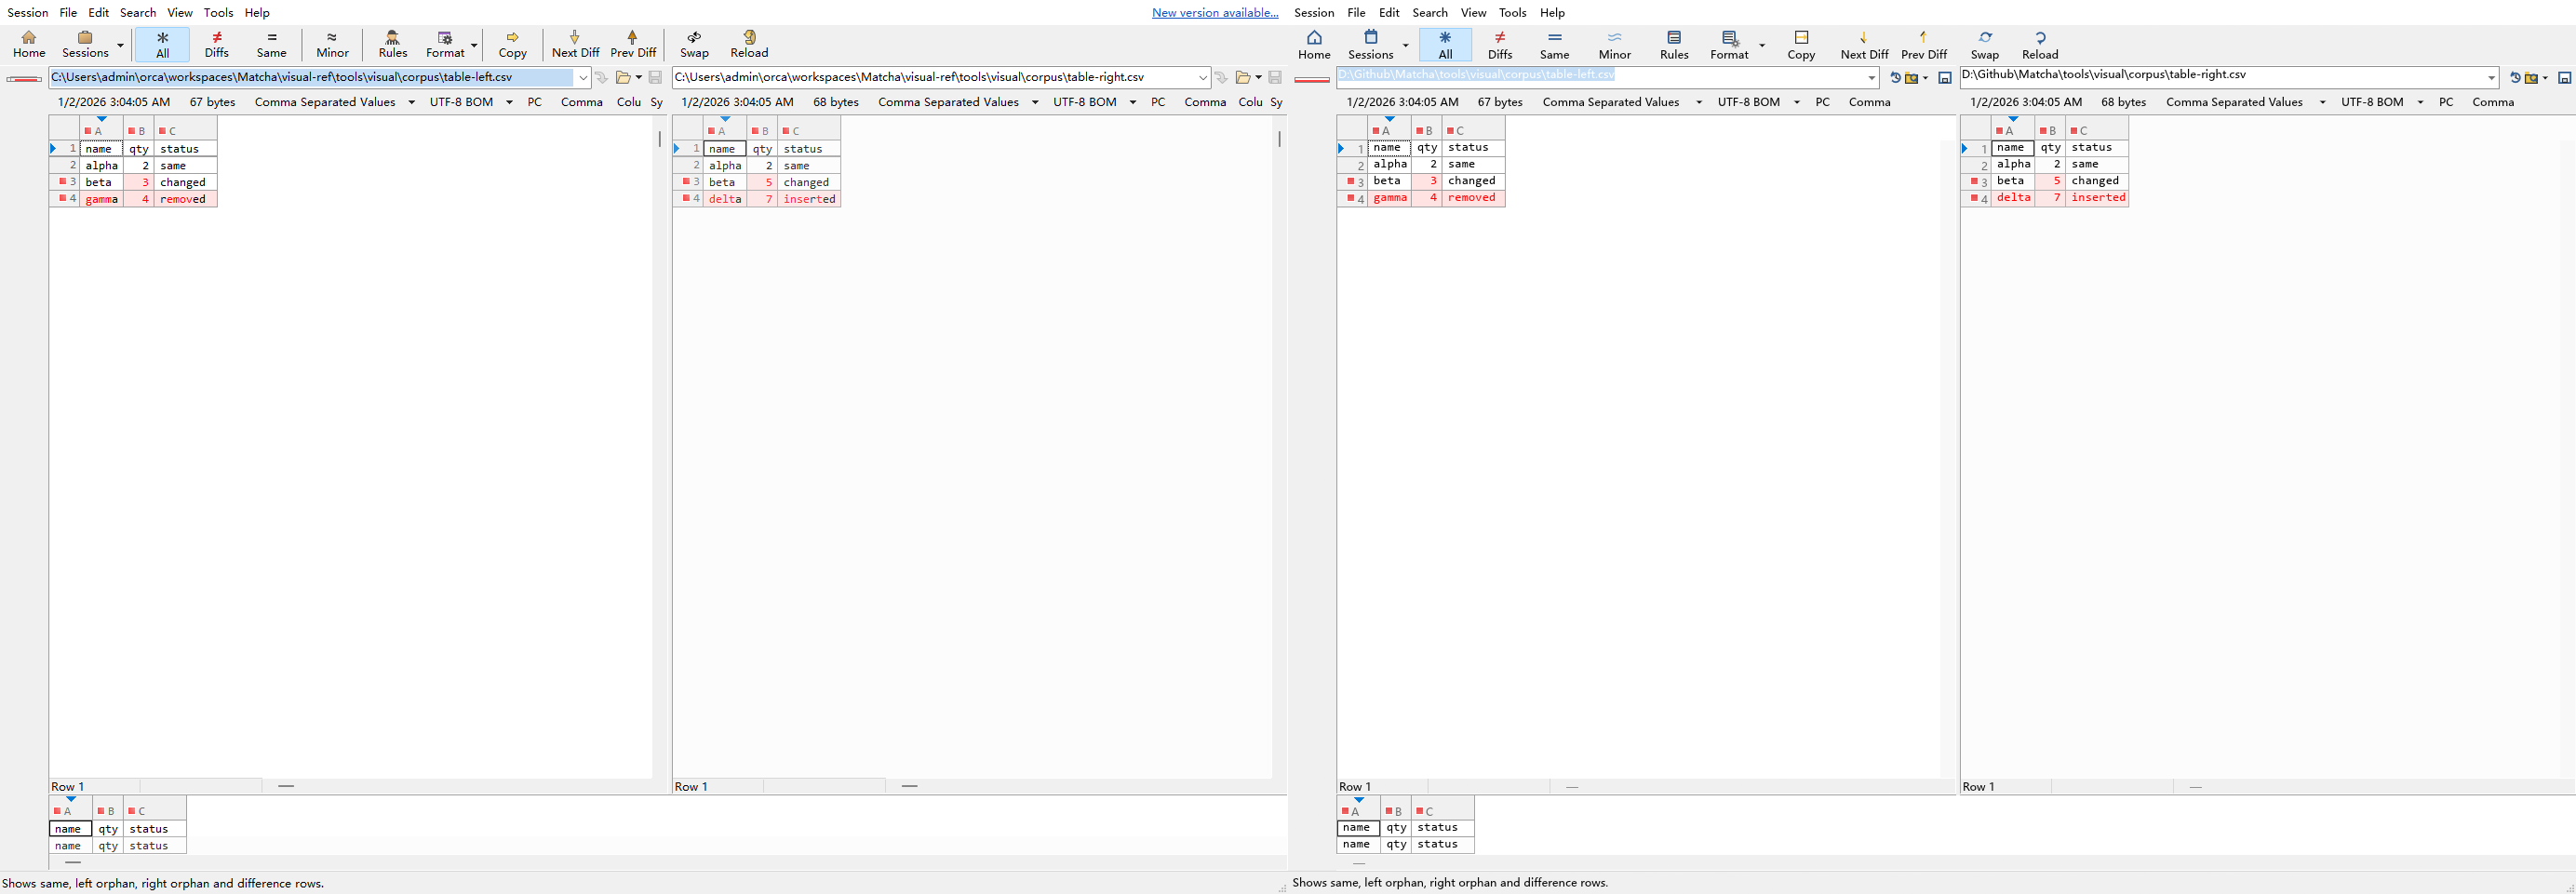 Session File Edit Search View Tools Help New version available...
Home Sessions All Diffs Same Minor Rules Format Copy Next Diff Prev Diff Swap Reload
C:\Users\admin\orca\workspaces\Matcha\visual-ref\tools\visual\corpus\table-left.csv C:\Users\admin\orca\workspaces\Matcha\visual-ref\tools\visual\corpus\table-right.csv
1/2/2026 3:04:05 AM 67 bytes Comma Separated Values UTF-8 BOM PC Comma Colu Sy 1/2/2026 3:04:05 AM 68 bytes Comma Separated Values UTF-8 BOM PC Comma Colu Sy
A B C A B C
1 name qty status 1 name qty status
2 alpha 2 same 2 alpha 2 same
3 beta 3 changed 3 beta 5 changed
4 gamma 4 removed 4 delta 7 inserted
Row 1 Row 1
A B C
name qty status
name qty status
Shows same, left orphan, right orphan and difference rows.
Session File Edit Search View Tools Help
Home Sessions All Diffs Same Minor Rules Format Copy Next Diff Prev Diff Swap Reload
D:\Github\Matcha\tools\visual\corpus\table-left.csv D:\Github\Matcha\tools\visual\corpus\table-right.csv
1/2/2026 3:04:05 AM 67 bytes Comma Separated Values UTF-8 BOM PC Comma 1/2/2026 3:04:05 AM 68 bytes Comma Separated Values UTF-8 BOM PC Comma
A B C A B C
1 name qty status 1 name qty status
2 alpha 2 same 2 alpha 2 same
3 beta 3 changed 3 beta 5 changed
4 gamma 4 removed 4 delta 7 inserted
Row 1 Row 1
A B C
name qty status
name qty status
Shows same, left orphan, right orphan and difference rows.